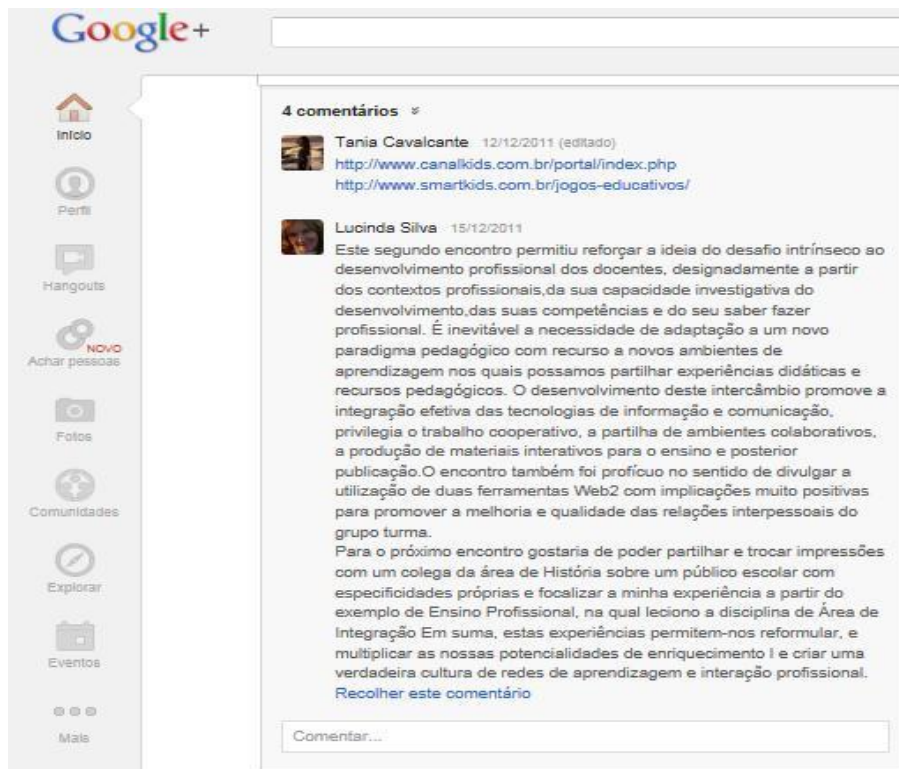 Google+
Início
Perfil
Hangouts
NOVO
Achar pessoas
Fotos
Comunidades
Explorar
Eventos
Mais
4 comentários
Tania Cavalcante 12/12/2011 (editado)
http://www.canalkids.com.br/portal/index.php
http://www.smartkids.com.br/jogos-educativos/
Lucinda Silva 15/12/2011
Este segundo encontro permitiu reforçar a ideia do desafio intrínseco ao
desenvolvimento profissional dos docentes, designadamente a partir
dos contextos profissionais,da sua capacidade investigativa do
desenvolvimento,das suas competências e do seu saber fazer
profissional. É inevitável a necessidade de adaptação a um novo
paradigma pedagógico com recurso a novos ambientes de
aprendizagem nos quais possamos partilhar experiências didáticas e
recursos pedagógicos. O desenvolvimento deste intercâmbio promove a
integração efetiva das tecnologias de informação e comunicação,
privilegia o trabalho cooperativo, a partilha de ambientes colaborativos,
a produção de materiais interativos para o ensino e posterior
publicação.O encontro também foi profícuo no sentido de divulgar a
utilização de duas ferramentas Web2 com implicações muito positivas
para promover a melhoria e qualidade das relações interpessoais do
grupo turma.
Para o próximo encontro gostaria de poder partilhar e trocar impressões
com um colega da área de História sobre um público escolar com
especificidades próprias e focalizar a minha experiência a partir do
exemplo de Ensino Profissional, na qual leciono a disciplina de Área de
Integração Em suma, estas experiências permitem-nos reformular, e
multiplicar as nossas potencialidades de enriquecimento l e criar uma
verdadeira cultura de redes de aprendizagem e interação profissional.
Recolher este comentário
Comentar...